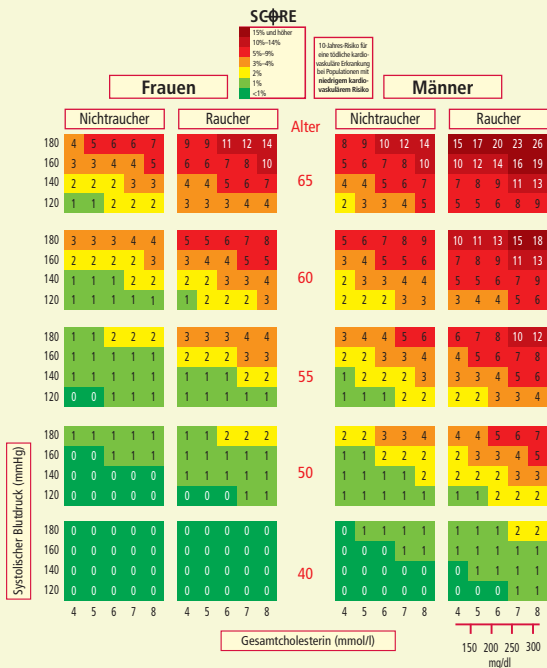 SCORE
15% und höher
10%–14%
5%–9%
3%–4%
2%
1%
<1%
10-Jahres-Risiko für
eine tödliche kardio-
vaskuläre Erkrankung
bei Populationen mit
niedrigem kardio-
vaskulärem Risiko
Frauen Männer
Nichtraucher Raucher Alter Nichtraucher Raucher
180 4 5 6 6 7 9 9 11 12 14 8 9 10 12 14 15 17 20 23 26
160 3 3 4 4 5 6 6 7 8 10 5 6 7 8 10 10 12 14 16 19
65
140 2 2 2 3 3 4 4 5 6 7 4 4 5 6 7 7 8 9 11 13
120 1 1 2 2 2 3 3 3 4 4 2 3 3 4 5 5 5 6 8 9
180 3 3 3 4 4 5 5 6 7 8 5 6 7 8 9 10 11 13 15 18
160 2 2 2 2 3 3 4 4 5 5 3 4 5 5 6 7 8 9 11 13
60
140 1 1 1 2 2 2 2 3 3 4 2 3 3 4 4 5 5 6 7 9
120 1 1 1 1 1 1 2 2 2 3 2 2 2 3 3 3 4 4 5 6
180 1 1 2 2 2 3 3 3 4 4 3 4 4 5 6 6 7 8 10 12
160 1 1 1 1 1 2 2 2 3 3 2 2 3 3 4 4 5 6 7 8
55
140 1 1 1 1 1 1 1 1 2 2 1 2 2 2 3 3 3 4 5 6
120 0 0 1 1 1 1 1 1 1 1 1 1 1 2 2 2 2 3 3 4
180 1 1 1 1 1 1 1 2 2 2 2 2 3 3 4 4 4 5 6 7
160 0 0 1 1 1 1 1 1 1 1 1 1 2 2 2 2 3 3 4 5
50
140 0 0 0 0 0 1 1 1 1 1 1 1 1 1 2 2 2 2 3 3
120 0 0 0 0 0 0 0 0 1 1 1 1 1 1 1 1 1 2 2 2
180 0 0 0 0 0 0 0 0 0 0 0 1 1 1 1 1 1 1 2 2
160 0 0 0 0 0 0 0 0 0 0 0 0 0 1 1 1 1 1 1 1
40
140 0 0 0 0 0 0 0 0 0 0 0 0 0 0 0 0 1 1 1 1
120 0 0 0 0 0 0 0 0 0 0 0 0 0 0 0 0 0 0 1 1
4 5 6 7 8 4 5 6 7 8 4 5 6 7 8 4 5 6 7 8
Systolischer Blutdruck (mmHg)
Gesamtcholesterin (mmol/l)
150 200 250 300
mg/dl